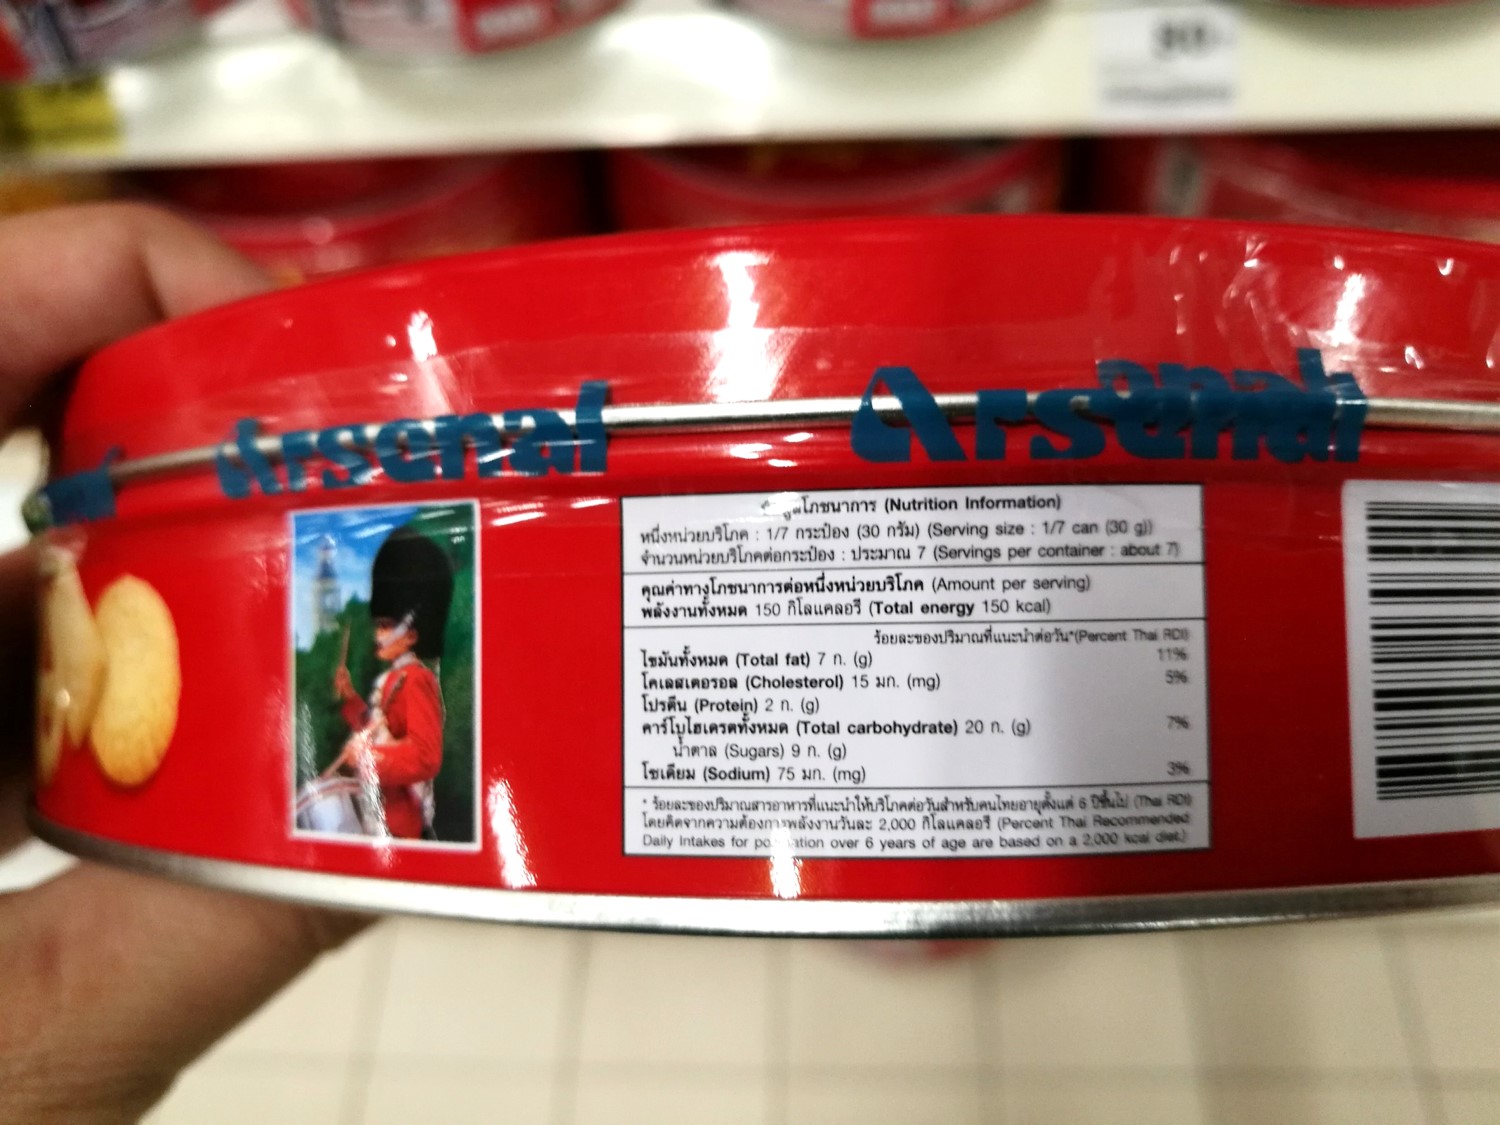 Arsenal
Arsenal
ข้อมูลโภชนาการ (Nutrition Information)
หนึ่งหน่วยบริโภค : 1/7 กระป๋อง (30 กรัม) (Serving size : 1/7 can (30 g))
จำนวนหน่วยบริโภคต่อกระป๋อง : ประมาณ 7 (Servings per container : about 7)
คุณค่าทางโภชนาการต่อหนึ่งหน่วยบริโภค (Amount per serving)
พลังงานทั้งหมด 150 กิโลแคลอรี (Total energy 150 kcal)
ร้อยละของปริมาณที่แนะนำต่อวัน*(Percent Thai RDI)
ไขมันทั้งหมด (Total fat) 7 ก. (g) 11%
โคเลสเตอรอล (Cholesterol) 15 มก. (mg) 5%
โปรตีน (Protein) 2 ก. (g)
คาร์โบไฮเดรตทั้งหมด (Total carbohydrate) 20 ก. (g) 7%
น้ำตาล (Sugars) 9 ก. (g)
โซเดียม (Sodium) 75 มก. (mg) 3%
* ร้อยละของปริมาณสารอาหารที่แนะนำให้บริโภคต่อวันสำหรับคนไทยอายุตั้งแต่ 6 ปีขึ้นไป (Thai RDI)
โดยคิดจากความต้องการพลังงานวันละ 2,000 กิโลแคลอรี (Percent Thai Recommended
Daily Intakes for population over 6 years of age are based on a 2,000 kcal diet.)